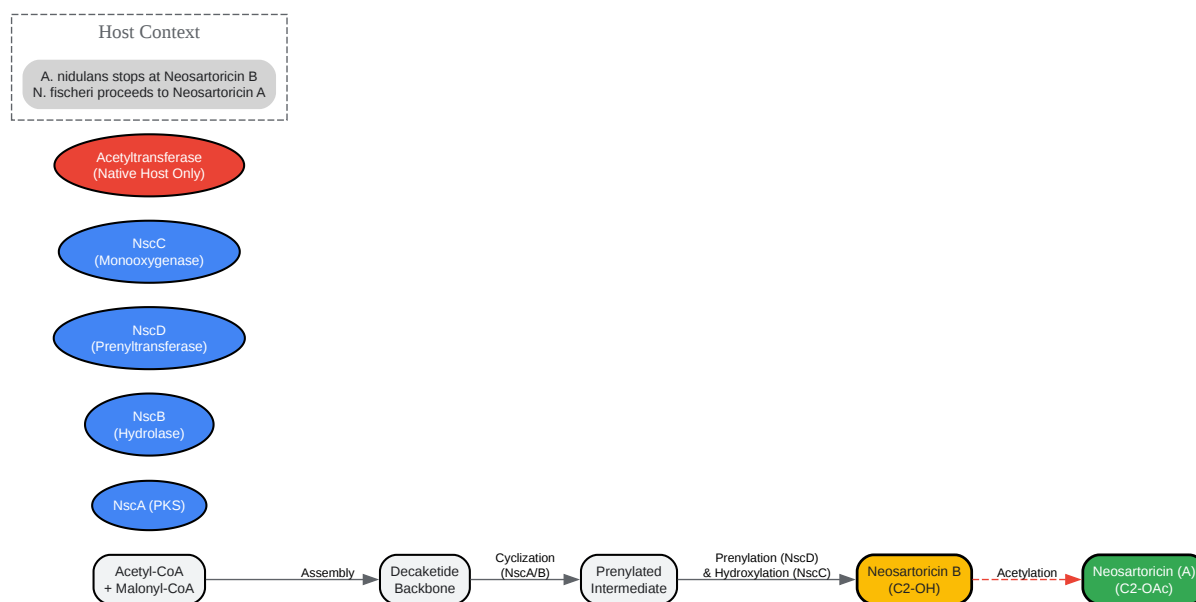 Host Context
A. nidulans stops at Neosartoricin B
N. fischeri proceeds to Neosartoricin A
Acetyltransferase
(Native Host Only)
NscC
(Monooxygenase)
NscD
(Prenyltransferase)
NscB
(Hydrolase)
NscA (PKS)
Acetyl-CoA
+ Malonyl-CoA
Assembly
Decaketide
Backbone
Cyclization
(NscA/B)
Prenylated
Intermediate
Prenylation (NscD)
& Hydroxylation (NscC)
Neosartoricin B
(C2-OH)
Acetylation
Neosartoricin (A)
(C2-OAc)